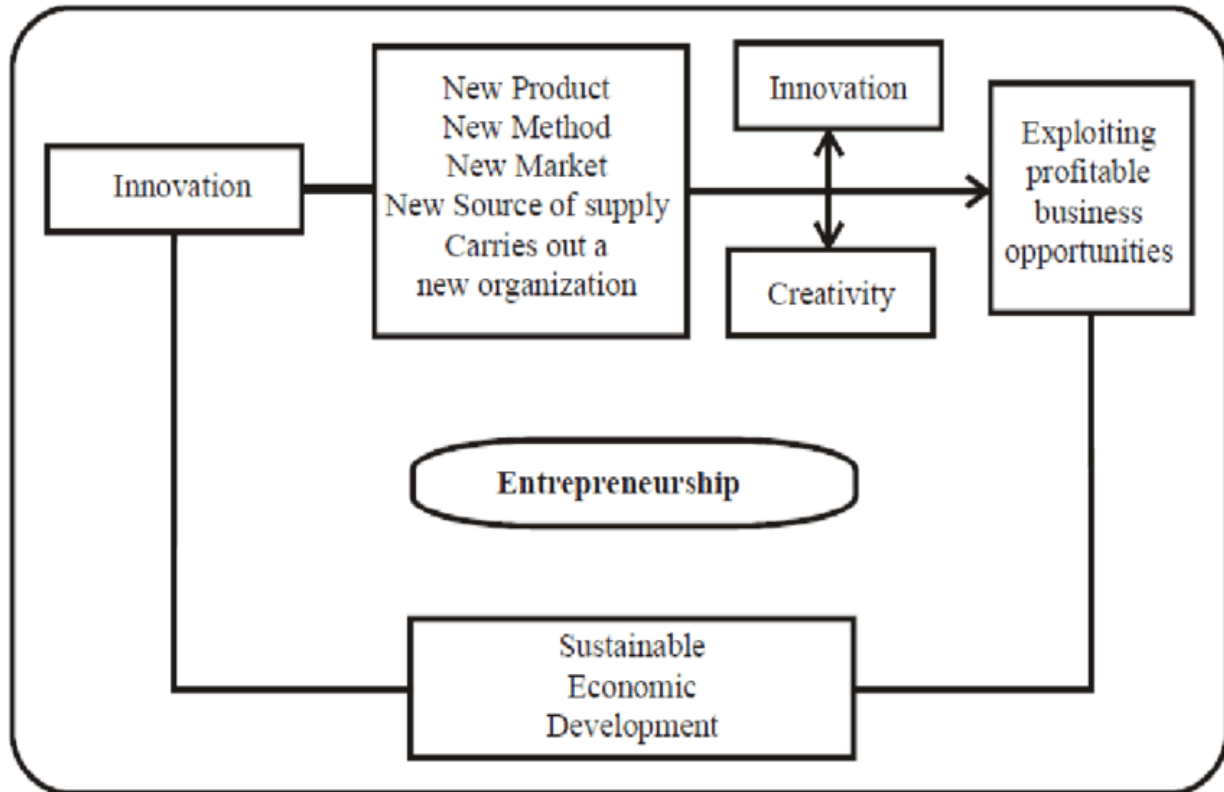 Innovation
New Product
New Method
New Market
New Source of supply
Carries out a
new organization
Innovation
Creativity
Exploiting
profitable
business
opportunities
Entrepreneurship
Sustainable
Economic
Development